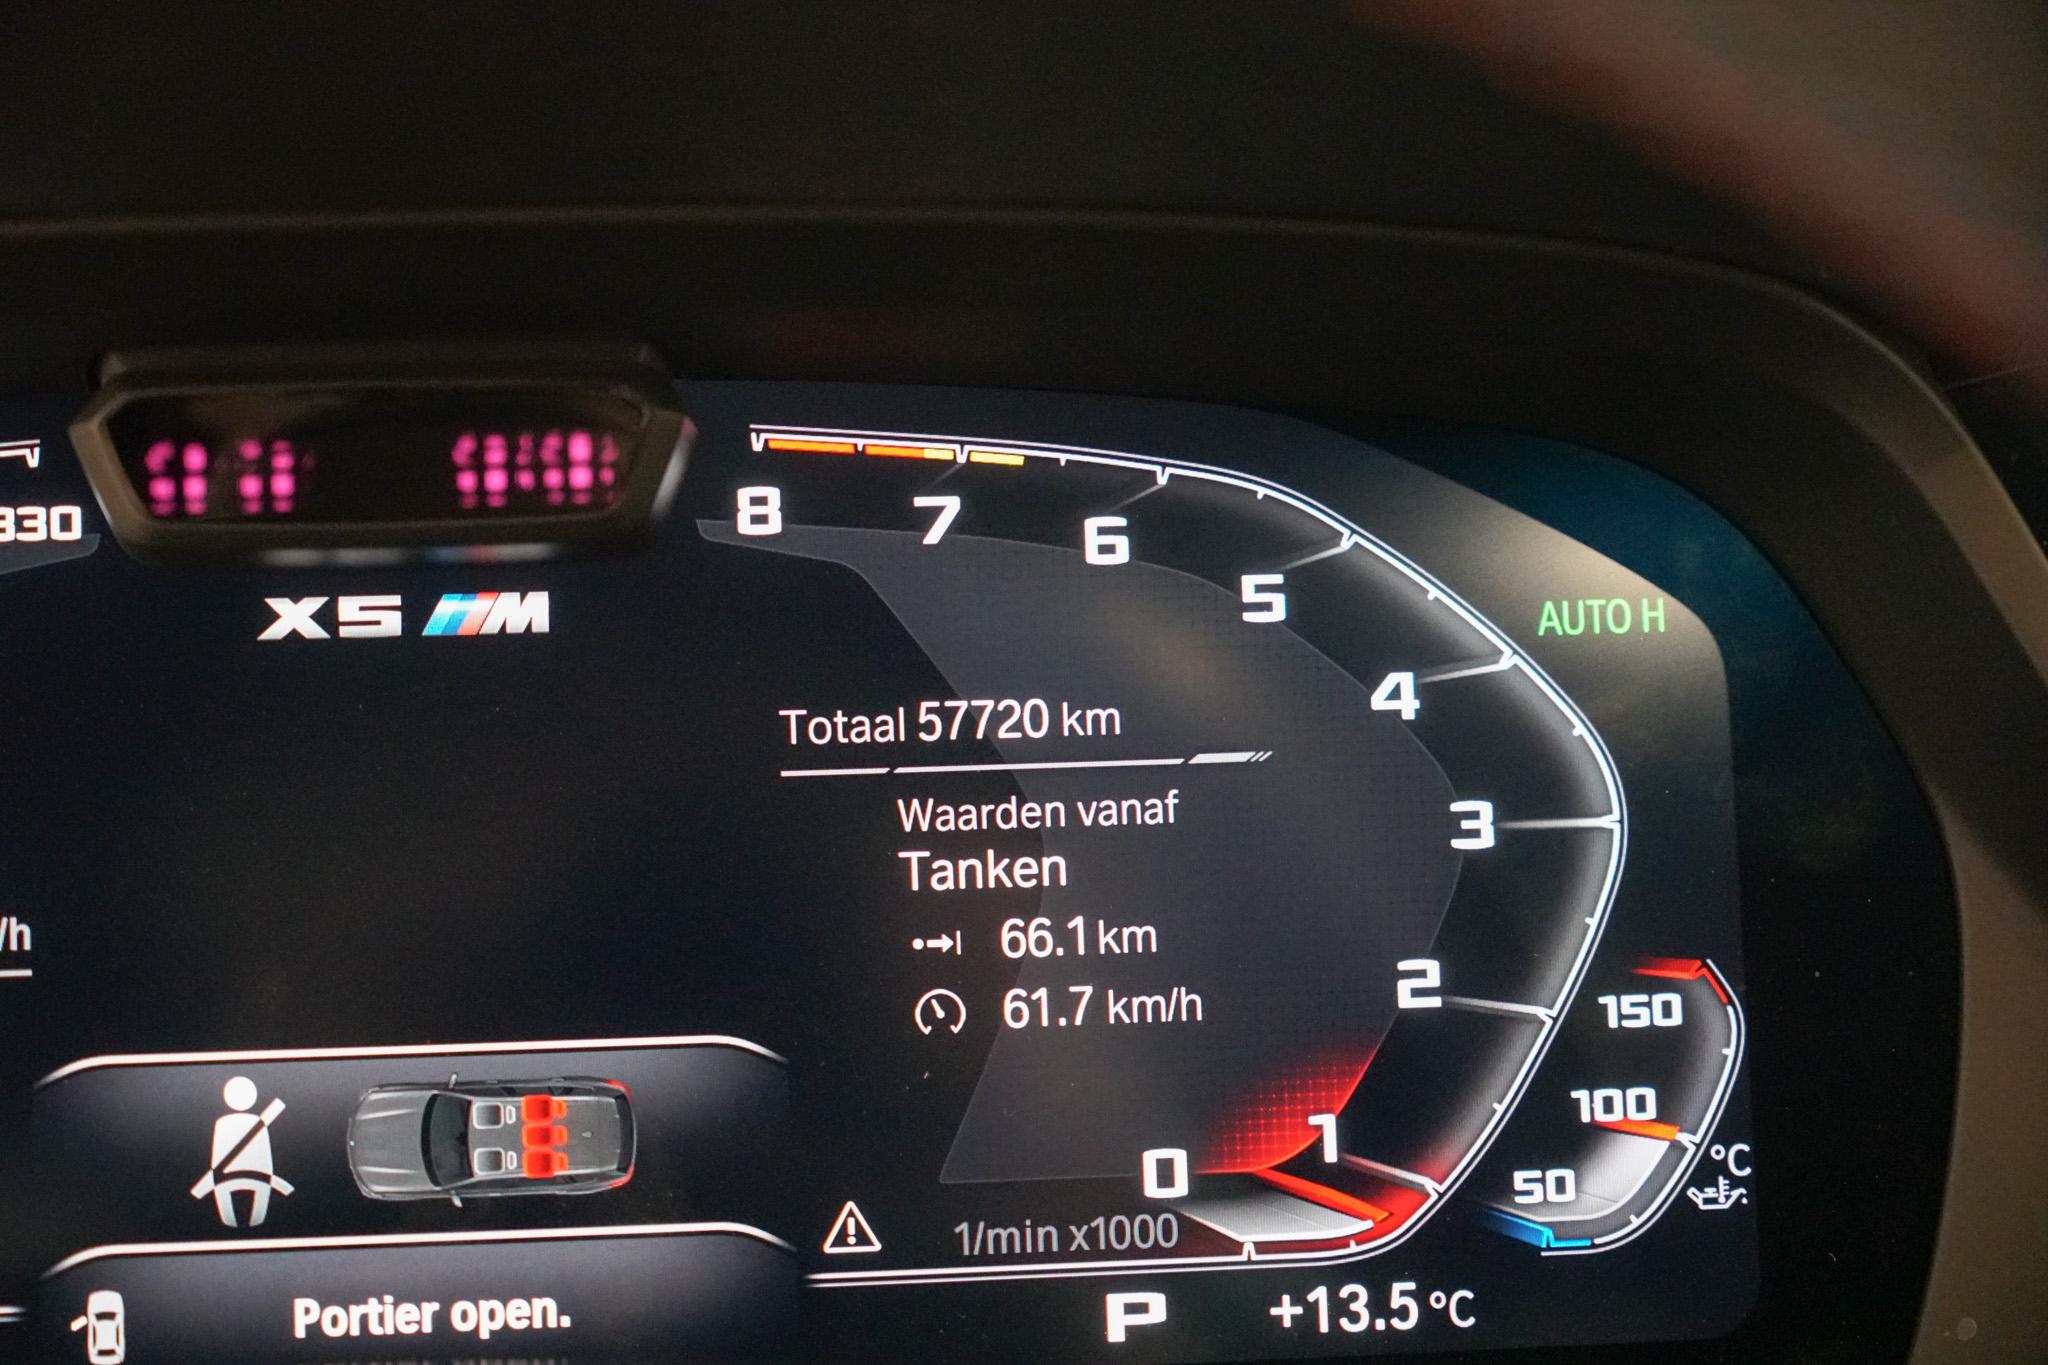 8
7
6
330
X5 M
5
AUTO H
4
Totaal 57720 km
Waarden vanaf
3
Tanken
/h
66.1 km
2
61.7 km/h
150
100
1
0
50
°C
1/min x1000
Portier open.
P
+13.5 °C